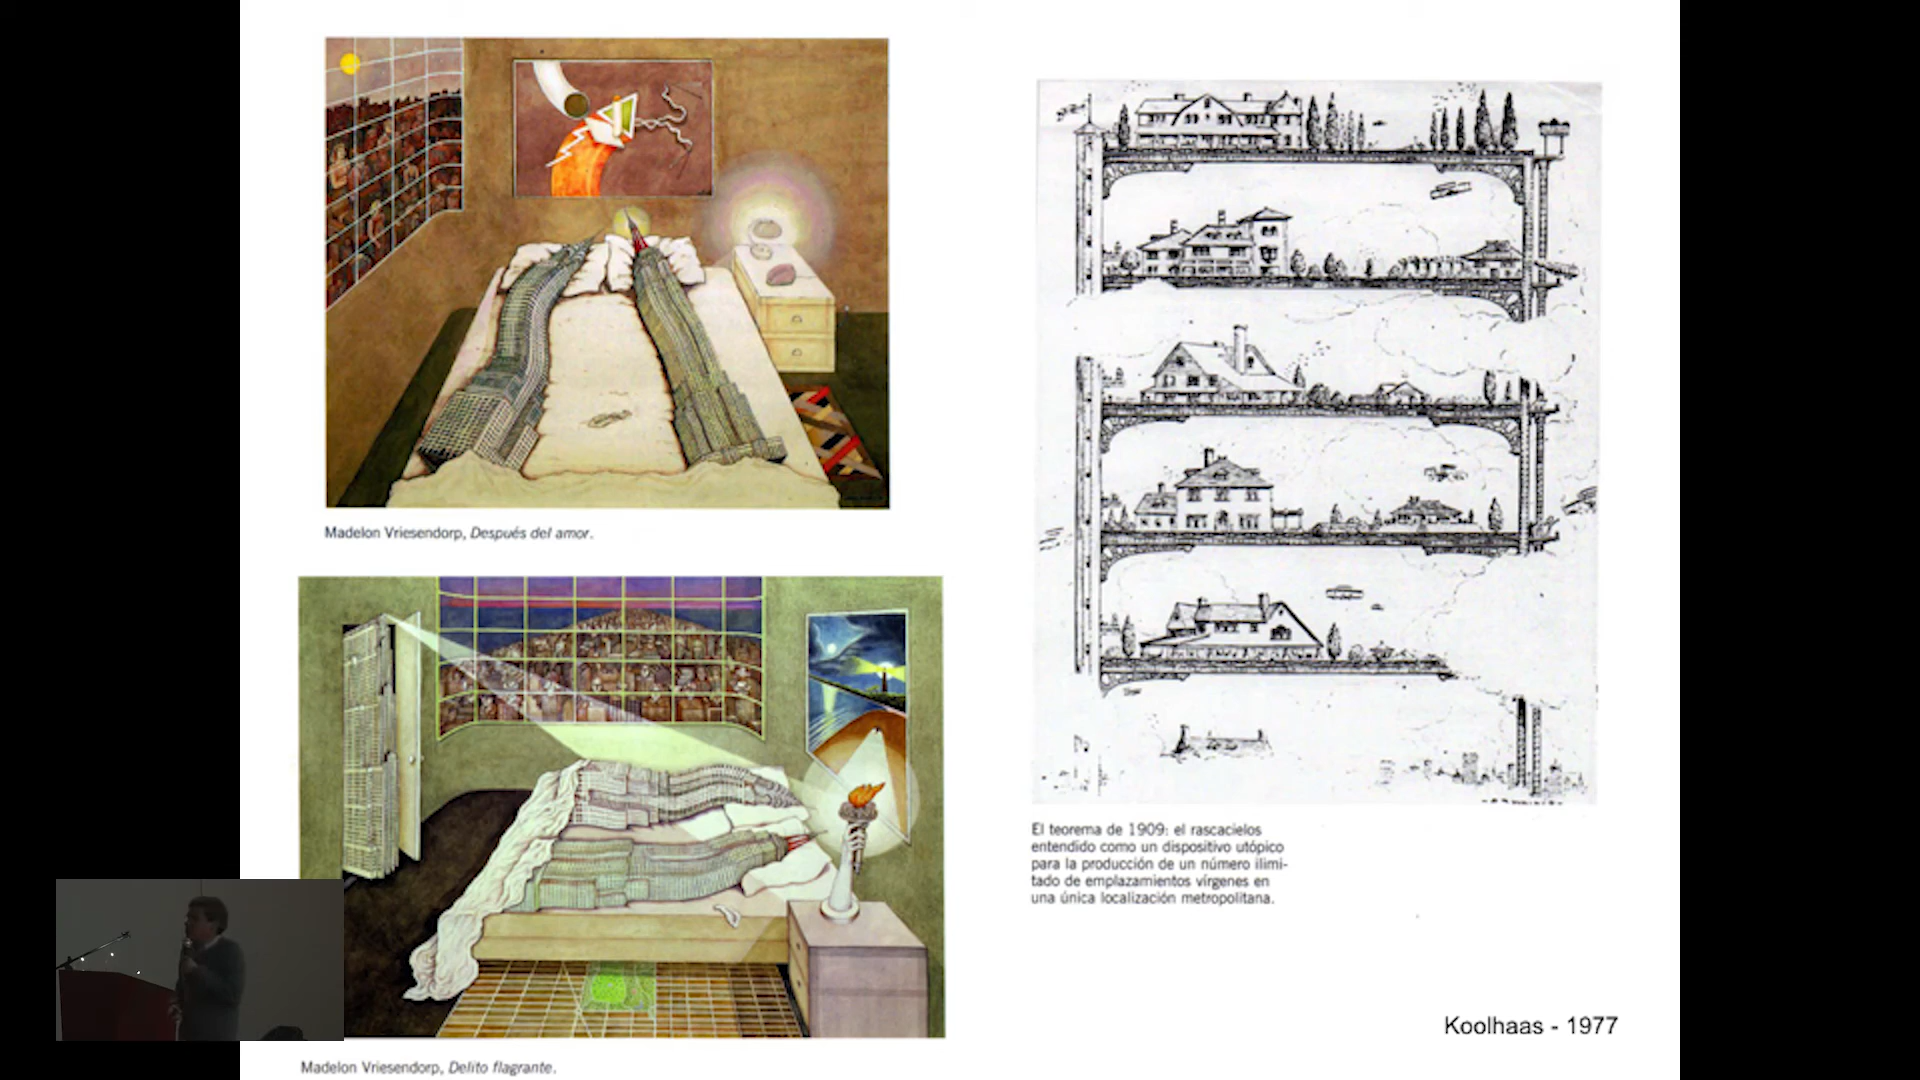 Madelon Vriesendorp, Después del amor.
Madelon Vriesendorp, Delito flagrante.
El teorema de 1909: el rascacielos
entendido como un dispositivo utópico
para la producción de un número ilimi-
tado de emplazamientos vírgenes en
una única localización metropolitana.
Koolhaas - 1977